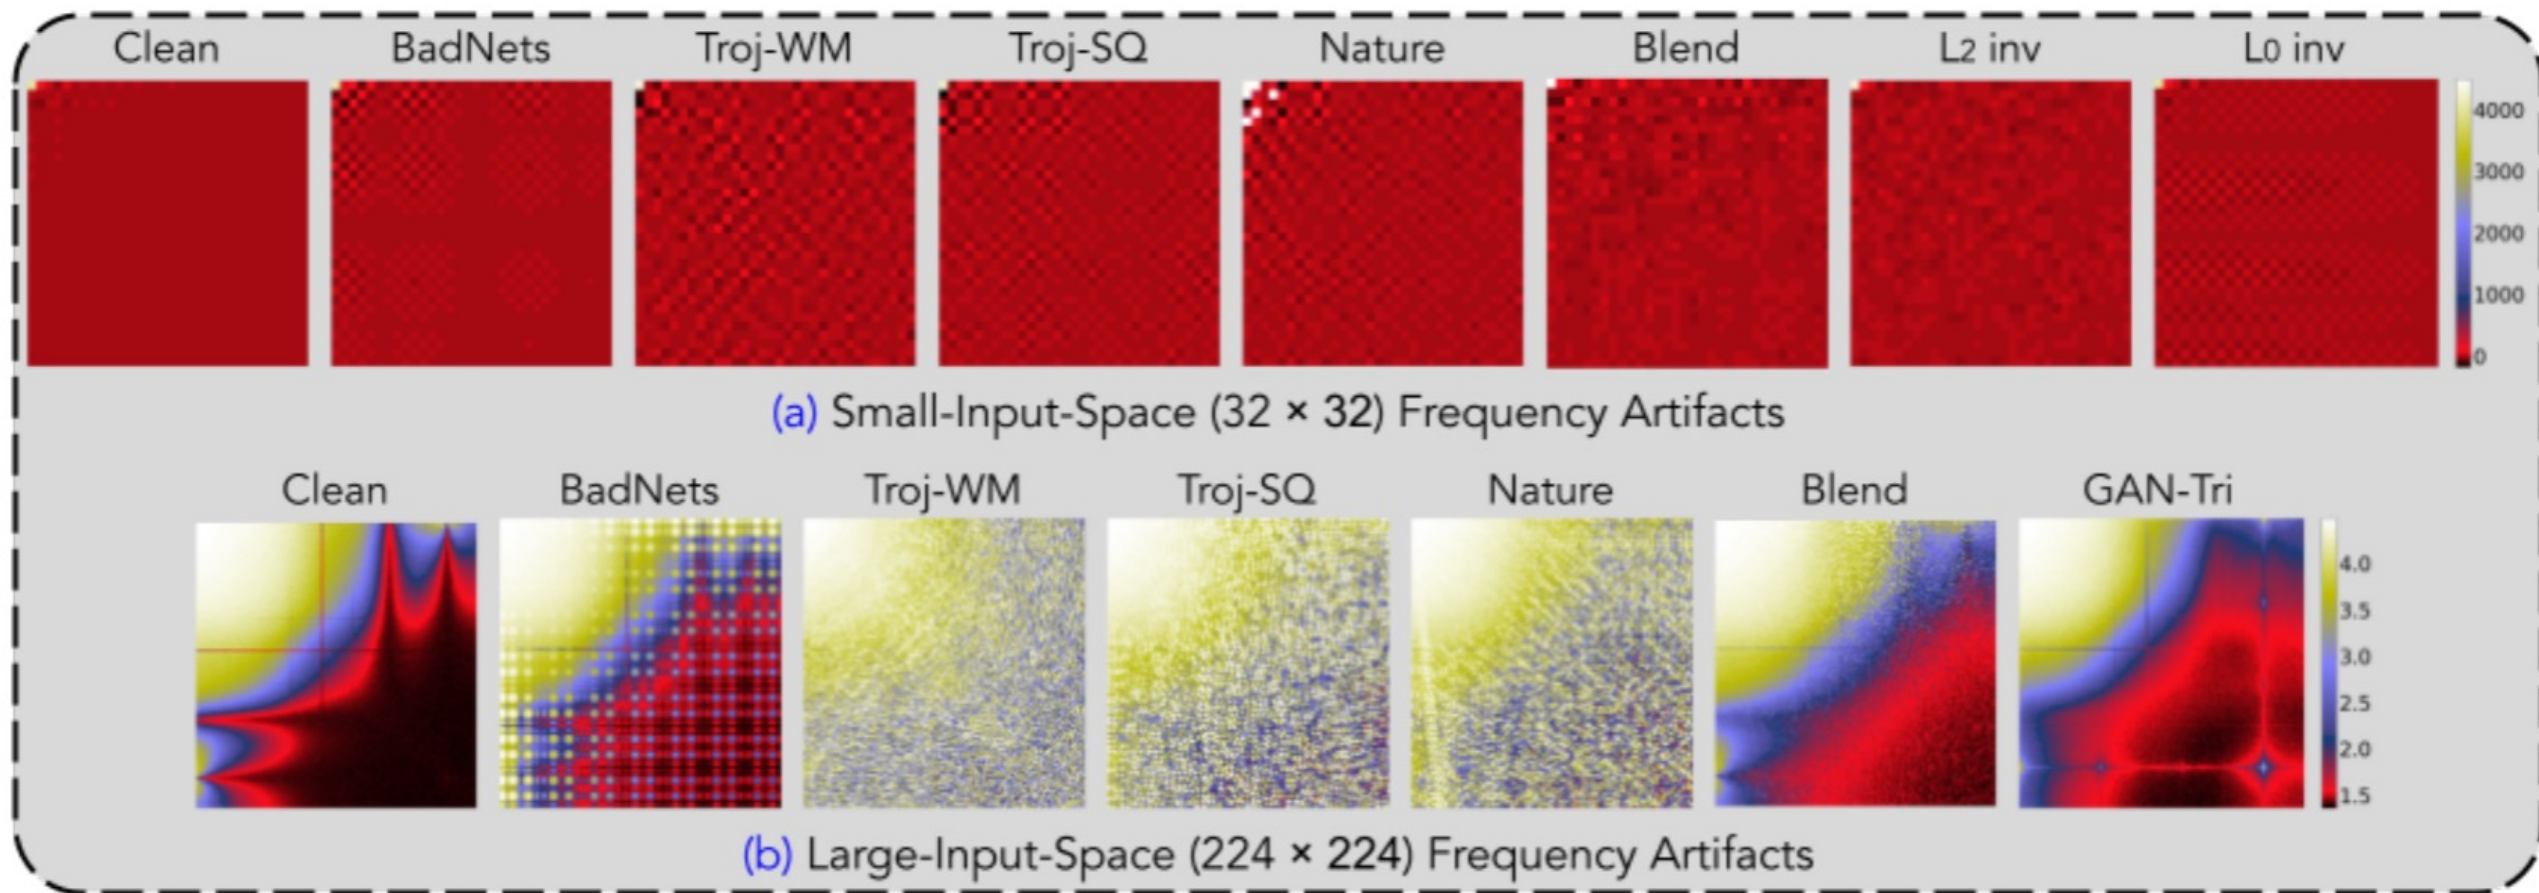 Clean BadNets Troj-WM Troj-SQ Nature Blend L2 inv L0 inv
4000
3000
2000
1000
0
(a) Small-Input-Space (32 × 32) Frequency Artifacts
Clean BadNets Troj-WM Troj-SQ Nature Blend GAN-Tri
4.0
3.5
3.0
2.5
2.0
1.5
(b) Large-Input-Space (224 × 224) Frequency Artifacts